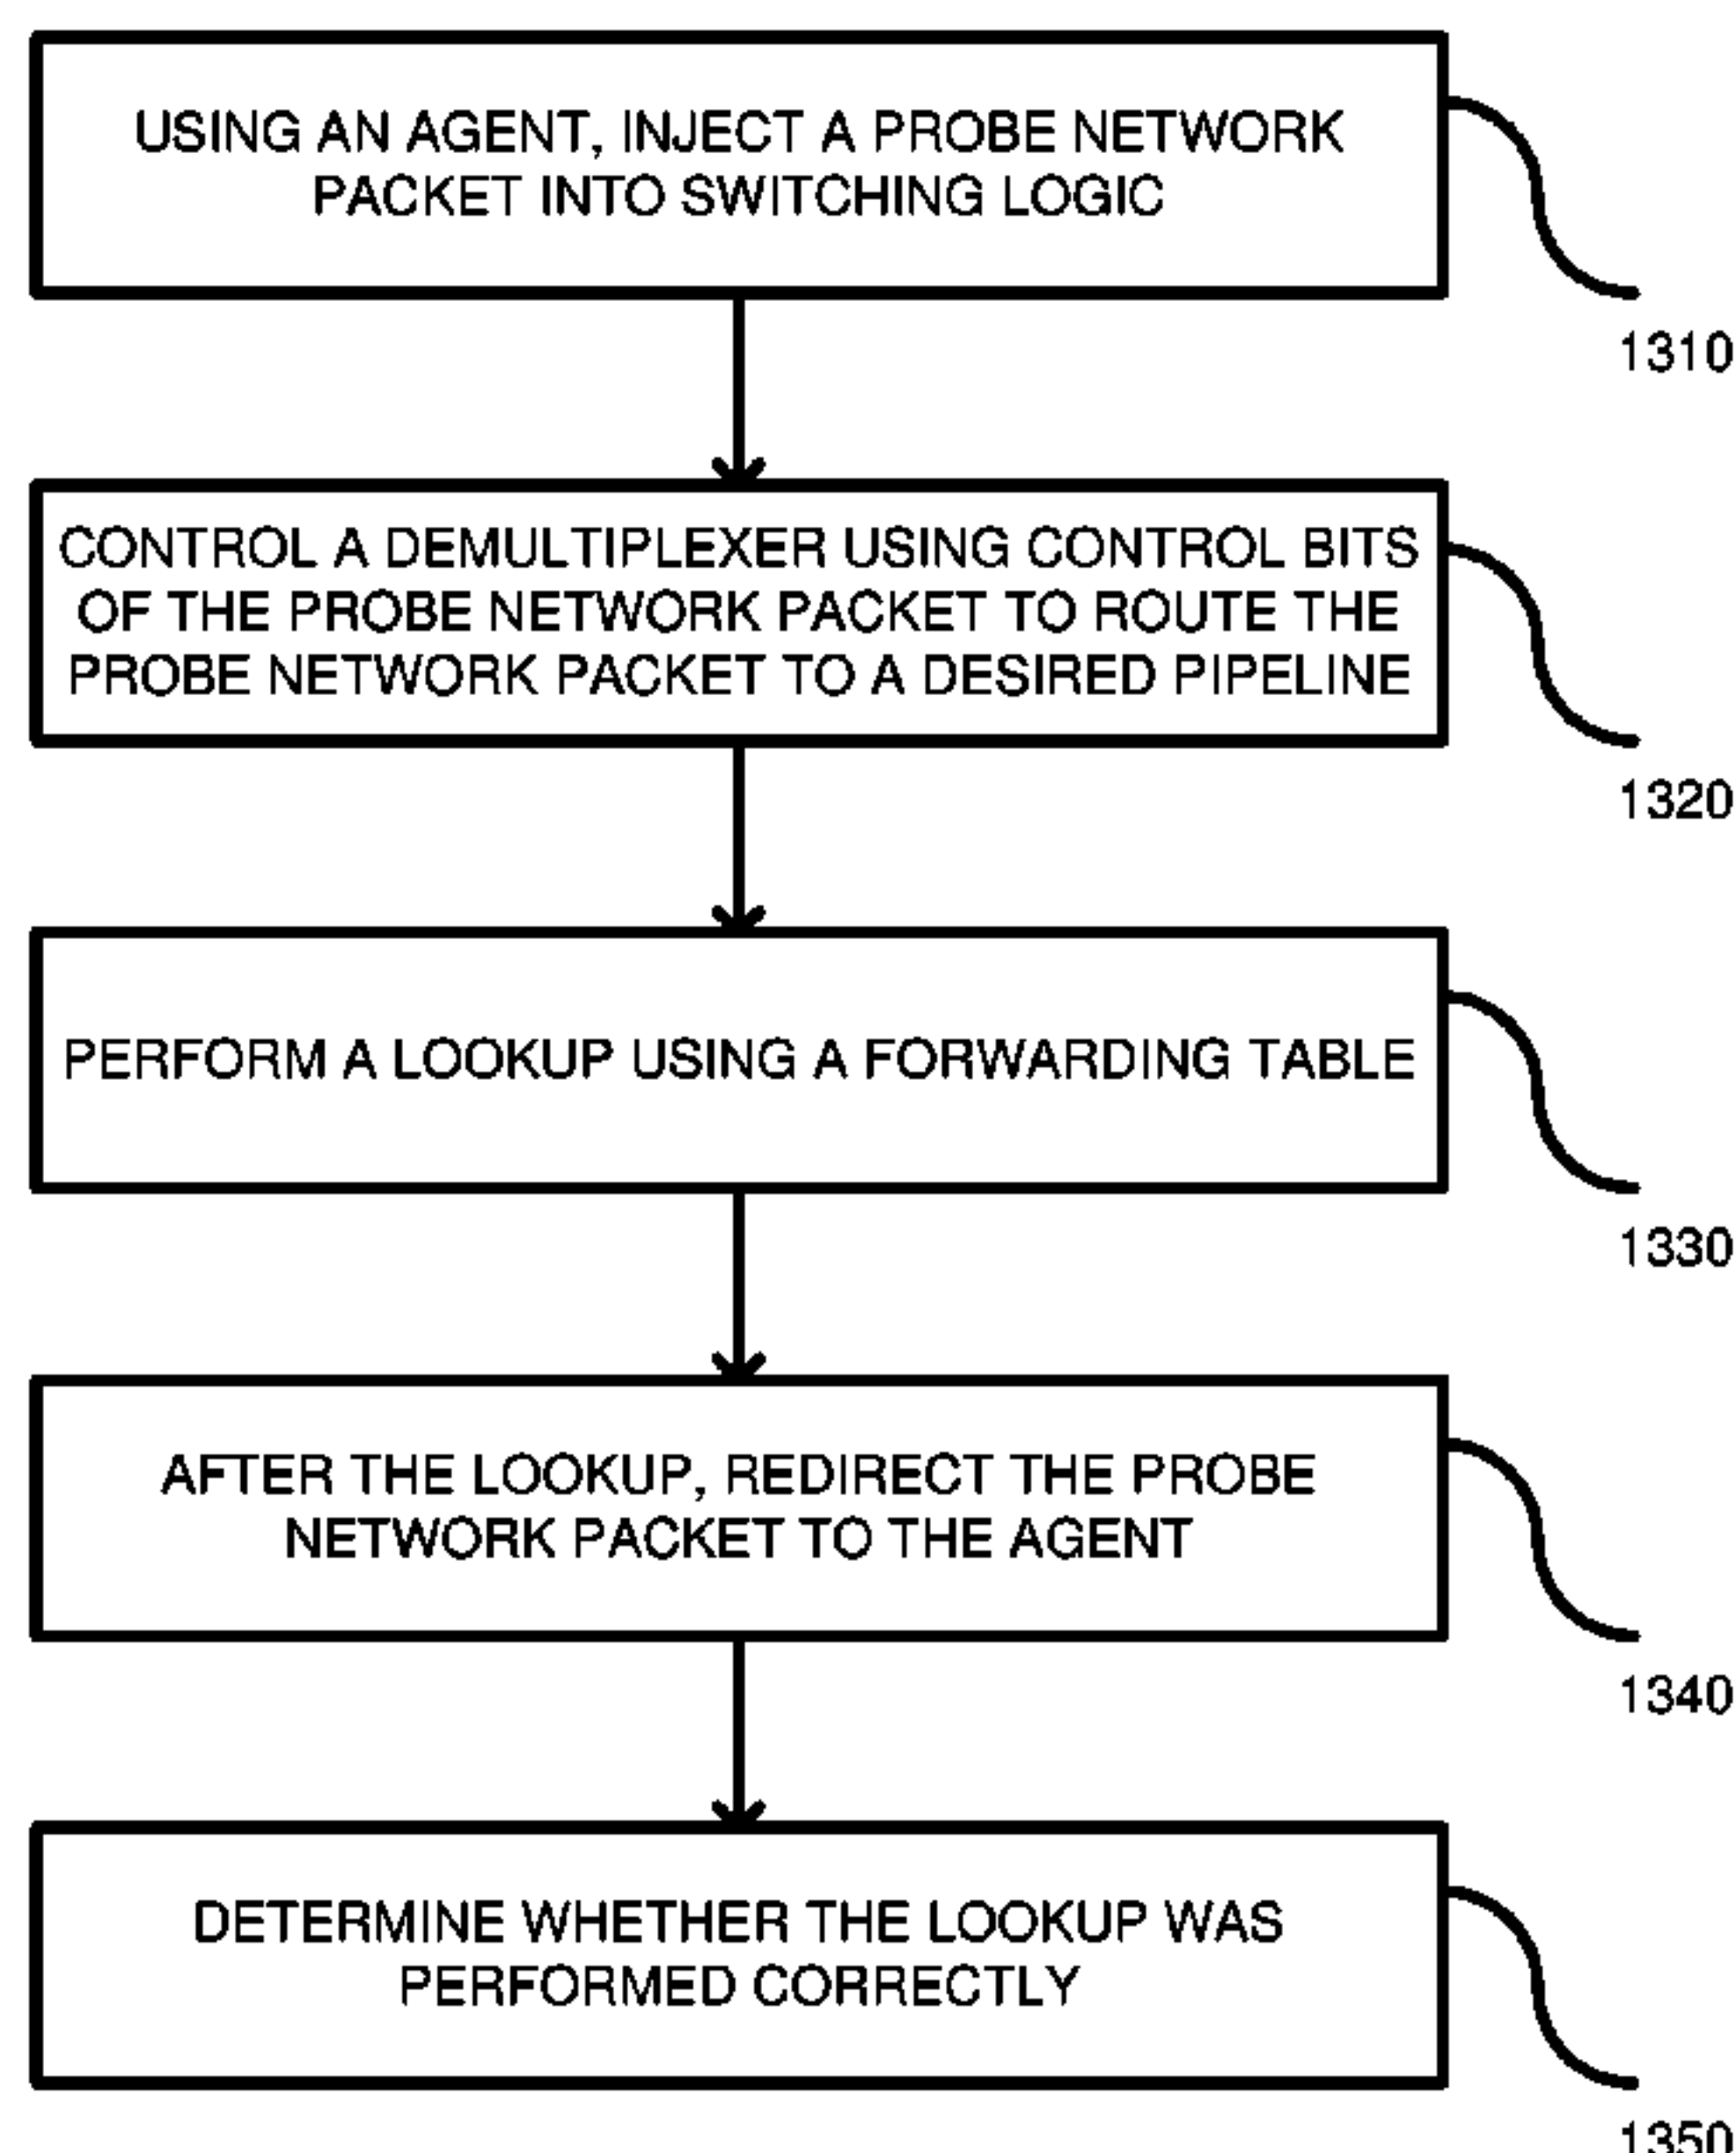 USING AN AGENT, INJECT A PROBE NETWORK
PACKET INTO SWITCHING LOGIC
1310
CONTROL A DEMULTIPLEXER USING CONTROL BITS
OF THE PROBE NETWORK PACKET TO ROUTE THE
PROBE NETWORK PACKET TO A DESIRED PIPELINE
1320
PERFORM A LOOKUP USING A FORWARDING TABLE
1330
AFTER THE LOOKUP, REDIRECT THE PROBE
NETWORK PACKET TO THE AGENT
1340
DETERMINE WHETHER THE LOOKUP WAS
PERFORMED CORRECTLY
1350